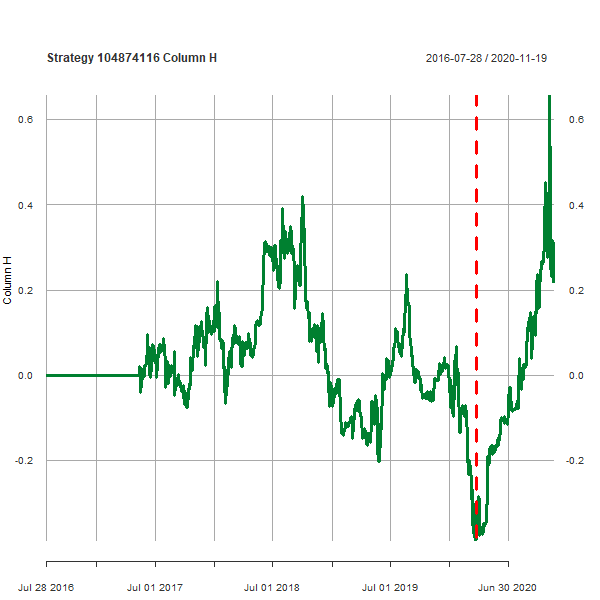 Strategy 104874116 Column H
2016-07-28 / 2020-11-19
0.6 0.6
0.4 0.4
0.2 0.2
Column H
0.0 0.0
-0.2 -0.2
Jul 28 2016 Jul 01 2017 Jul 01 2018 Jul 01 2019 Jun 30 2020